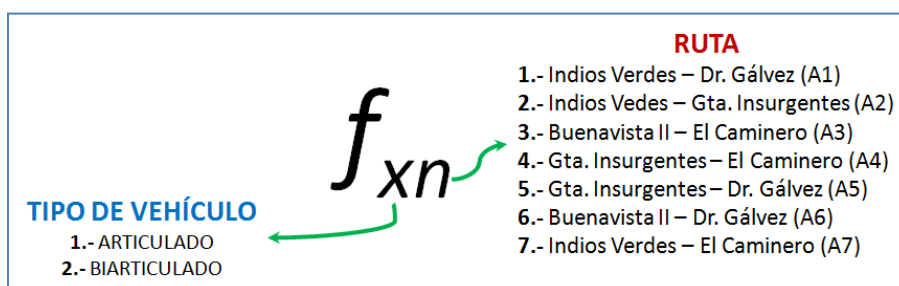 RUTA
1.- Indios Verdes – Dr. Gálvez (A1)
2.- Indios Vedes – Gta. Insurgentes (A2)
3.- Buenavista II – El Caminero (A3)
4.- Gta. Insurgentes – El Caminero (A4)
5.- Gta. Insurgentes – Dr. Gálvez (A5)
6.- Buenavista II – Dr. Gálvez (A6)
7.- Indios Verdes – El Caminero (A7)
fxn
TIPO DE VEHÍCULO
1.- ARTICULADO
2.- BIARTICULADO